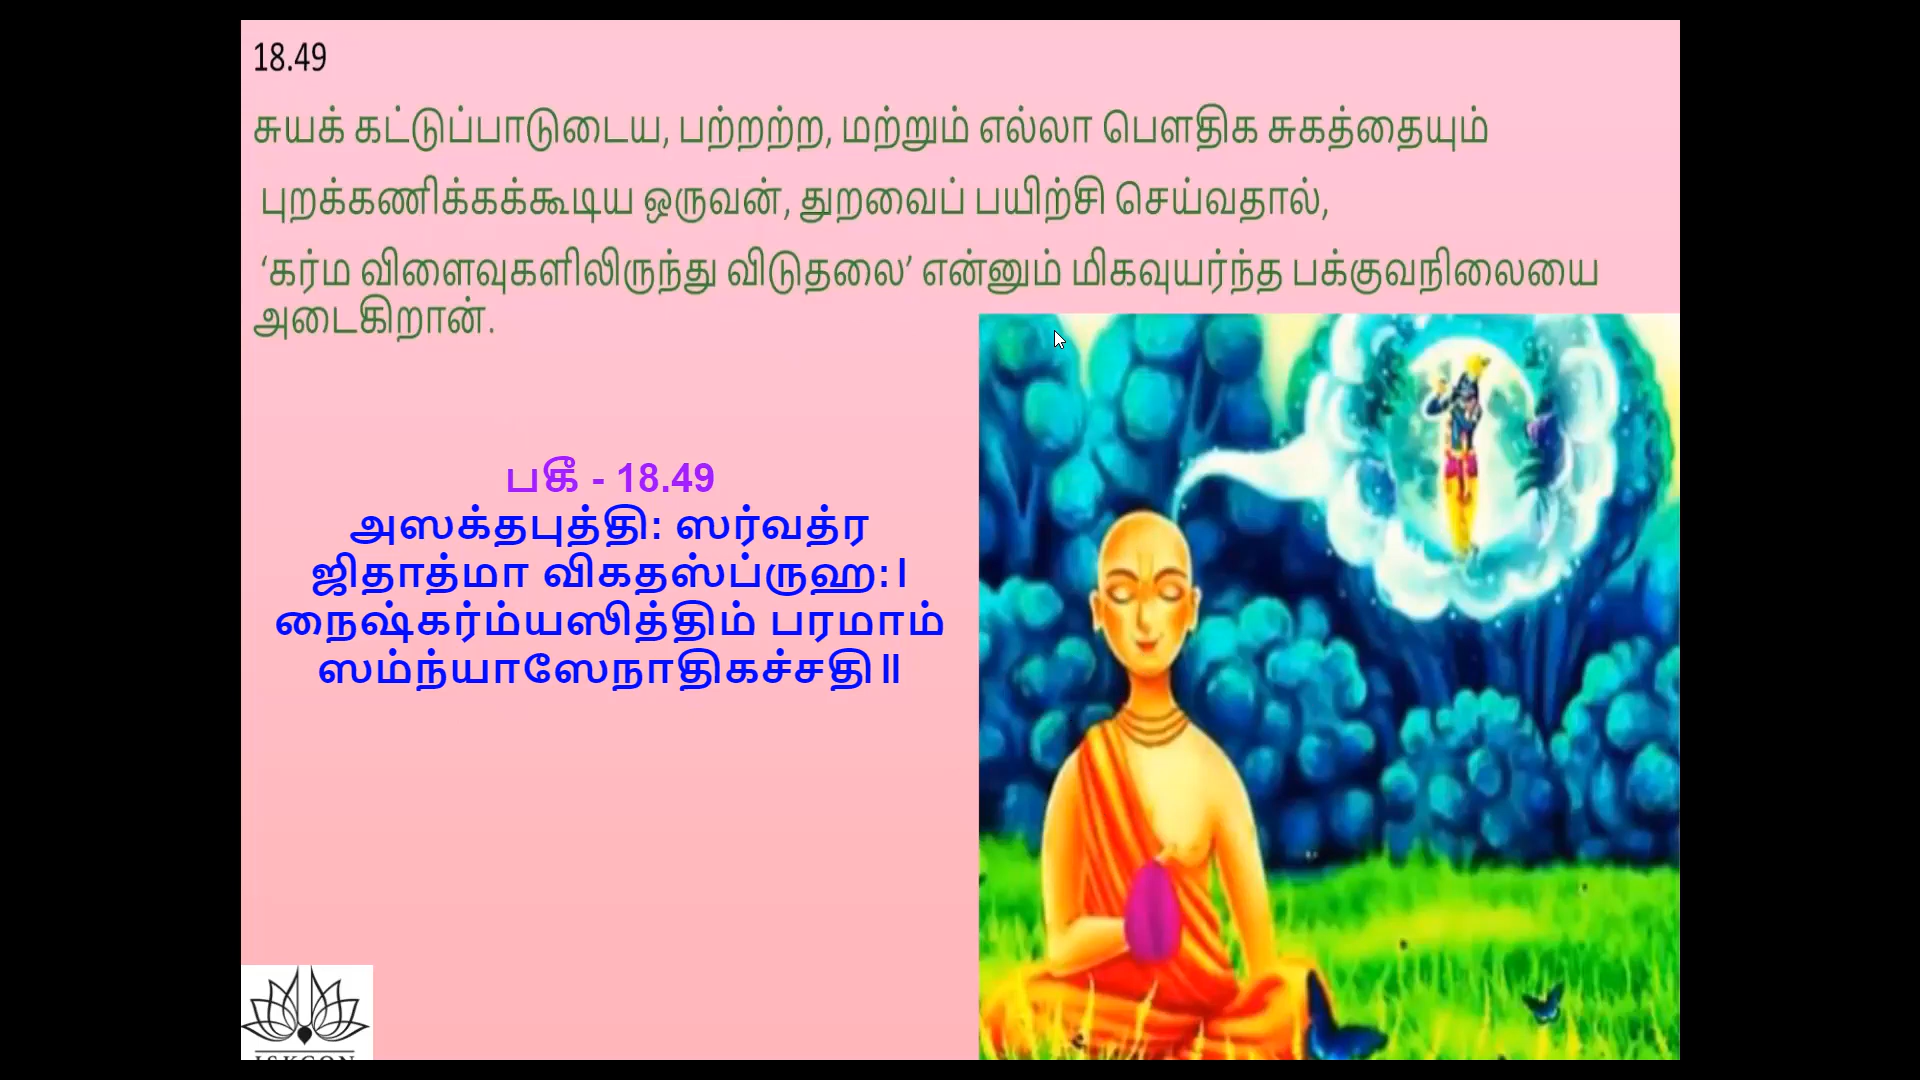 18.49
சுயக் கட்டுப்பாடுடைய, பற்றற்ற, மற்றும் எல்லா பௌதிக சுகத்தையும்
புறக்கணிக்கக்கூடிய ஒருவன், துறவைப் பயிற்சி செய்வதால்,
‘கர்ம விளைவுகளிலிருந்து விடுதலை’ என்னும் மிகவுயர்ந்த பக்குவநிலையை
அடைகிறான்.
பகீ - 18.49
அஸக்தபுத்தி: ஸர்வத்ர
ஜிதாத்மா விகதஸ்ப்ருஹ:।
நைஷ்கர்ம்யஸித்திம் பரமாம்
ஸம்ந்யாஸேநாதிகச்சதி॥
ISKCON